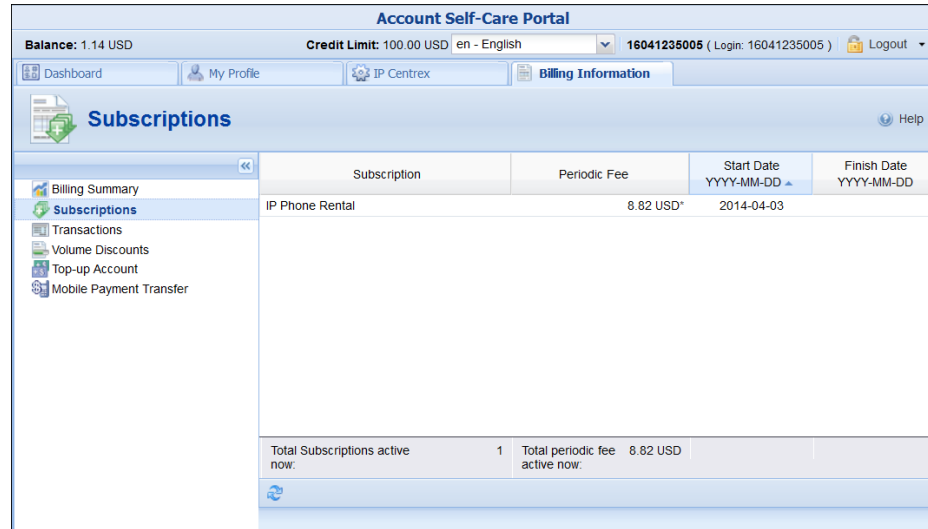 Account Self-Care Portal
Balance: 1.14 USD Credit Limit: 100.00 USD en - English 16041235005 ( Login: 16041235005 ) Logout
Dashboard My Profile IP Centrex Billing Information
Subscriptions Help
Subscription Periodic Fee Start Date YYYY-MM-DD Finish Date YYYY-MM-DD
Billing Summary
Subscriptions
Transactions
Volume Discounts
Top-up Account
Mobile Payment Transfer
IP Phone Rental 8.82 USD* 2014-04-03
Total Subscriptions active now: 1 Total periodic fee active now: 8.82 USD